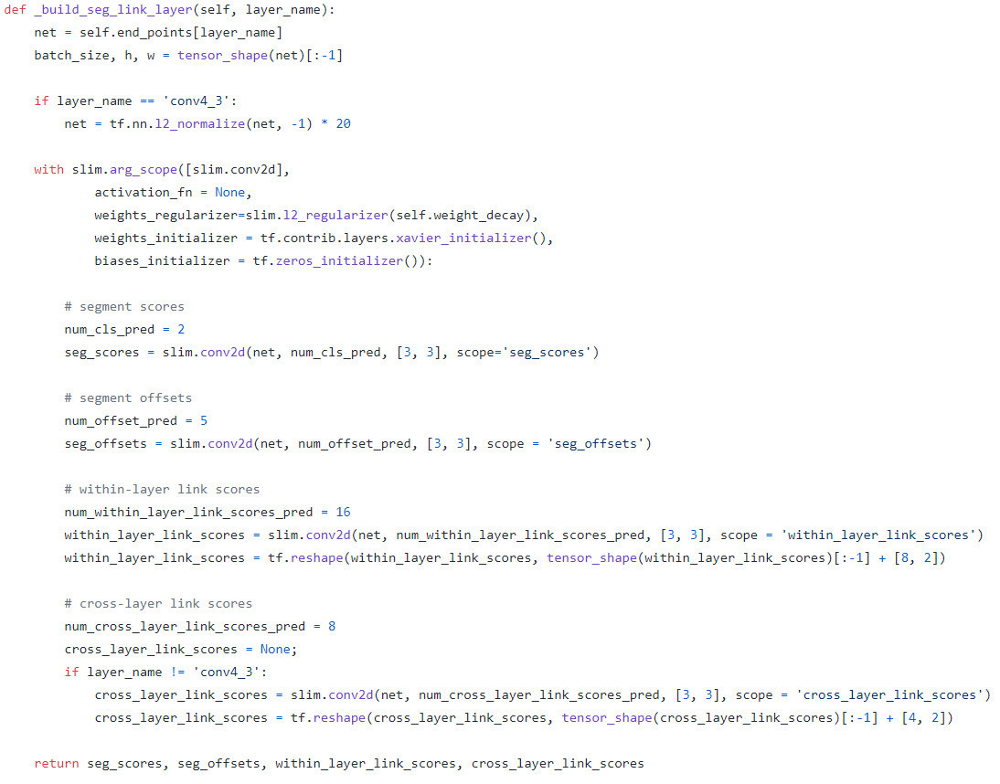 def _build_seg_link_layer(self, layer_name):
    net = self.end_points[layer_name]
    batch_size, h, w = tensor_shape(net)[:-1]

    if layer_name == 'conv4_3':
        net = tf.nn.l2_normalize(net, -1) * 20

    with slim.arg_scope([slim.conv2d],
            activation_fn = None,
            weights_regularizer=slim.l2_regularizer(self.weight_decay),
            weights_initializer = tf.contrib.layers.xavier_initializer(),
            biases_initializer = tf.zeros_initializer()):

        # segment scores
        num_cls_pred = 2
        seg_scores = slim.conv2d(net, num_cls_pred, [3, 3], scope='seg_scores')

        # segment offsets
        num_offset_pred = 5
        seg_offsets = slim.conv2d(net, num_offset_pred, [3, 3], scope = 'seg_offsets')

        # within-layer link scores
        num_within_layer_link_scores_pred = 16
        within_layer_link_scores = slim.conv2d(net, num_within_layer_link_scores_pred, [3, 3], scope = 'within_layer_link_scores')
        within_layer_link_scores = tf.reshape(within_layer_link_scores, tensor_shape(within_layer_link_scores)[:-1] + [8, 2])

        # cross-layer link scores
        num_cross_layer_link_scores_pred = 8
        cross_layer_link_scores = None;
        if layer_name != 'conv4_3':
            cross_layer_link_scores = slim.conv2d(net, num_cross_layer_link_scores_pred, [3, 3], scope = 'cross_layer_link_scores')
            cross_layer_link_scores = tf.reshape(cross_layer_link_scores, tensor_shape(cross_layer_link_scores)[:-1] + [4, 2])

    return seg_scores, seg_offsets, within_layer_link_scores, cross_layer_link_scores